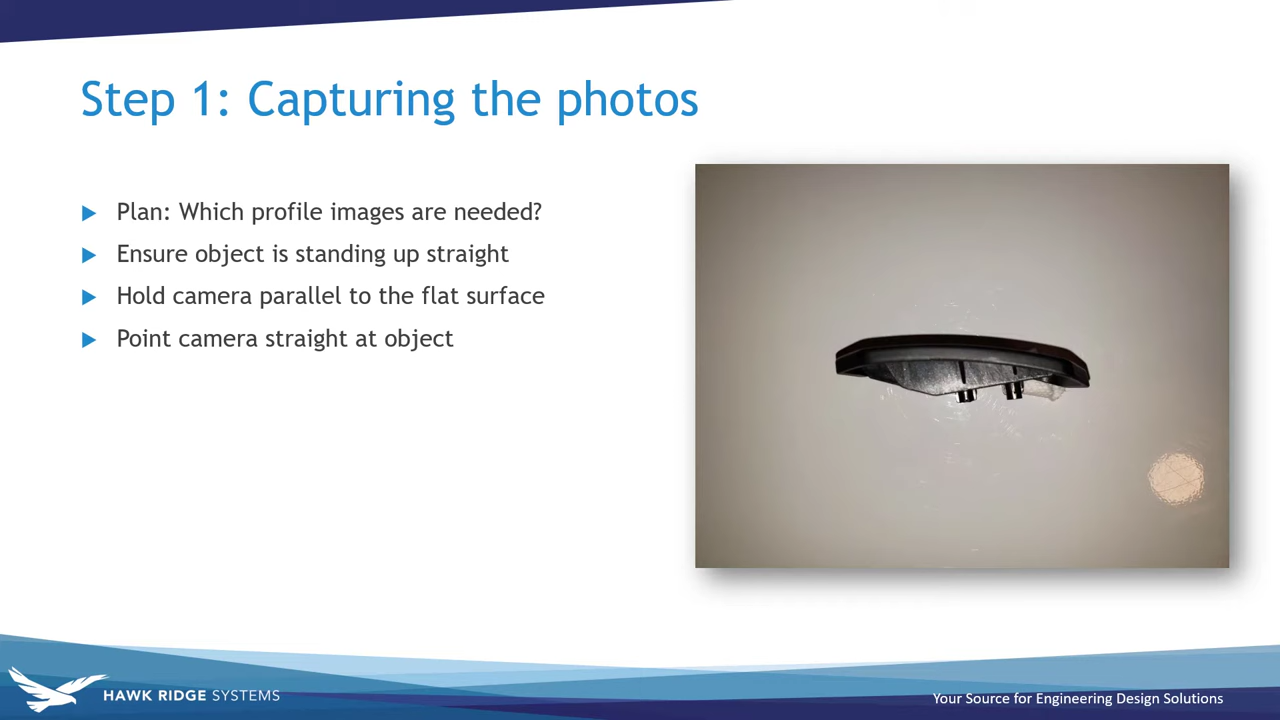 Step 1: Capturing the photos
Plan: Which profile images are needed?
Ensure object is standing up straight
Hold camera parallel to the flat surface
Point camera straight at object
HAWK RIDGE SYSTEMS
Your Source for Engineering Design Solutions